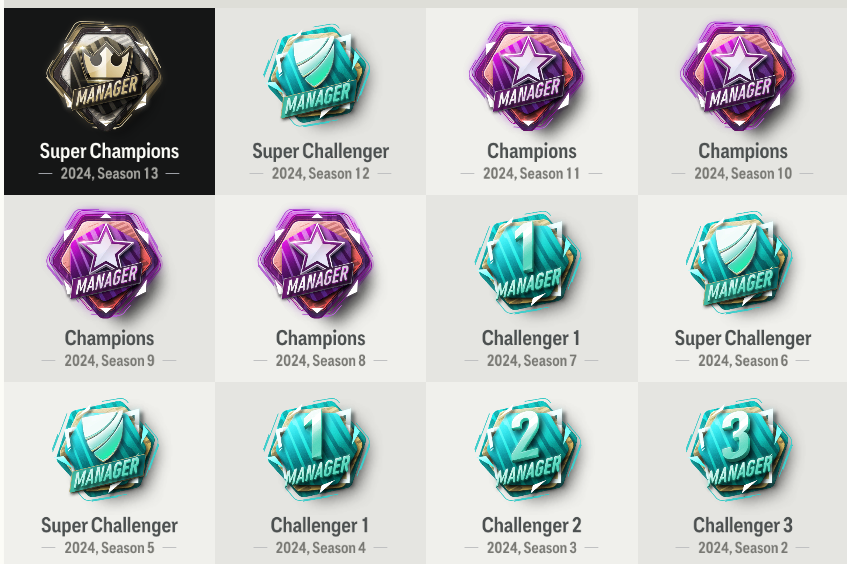 MANAGER
Super Champions
2024, Season 13
MANAGER
Super Challenger
2024, Season 12
MANAGER
Champions
2024, Season 11
MANAGER
Champions
2024, Season 10
MANAGER
Champions
2024, Season 9
MANAGER
Champions
2024, Season 8
1
MANAGER
Challenger 1
2024, Season 7
MANAGER
Super Challenger
2024, Season 6
MANAGER
Super Challenger
2024, Season 5
1
MANAGER
Challenger 1
2024, Season 4
2
MANAGER
Challenger 2
2024, Season 3
3
MANAGER
Challenger 3
2024, Season 2